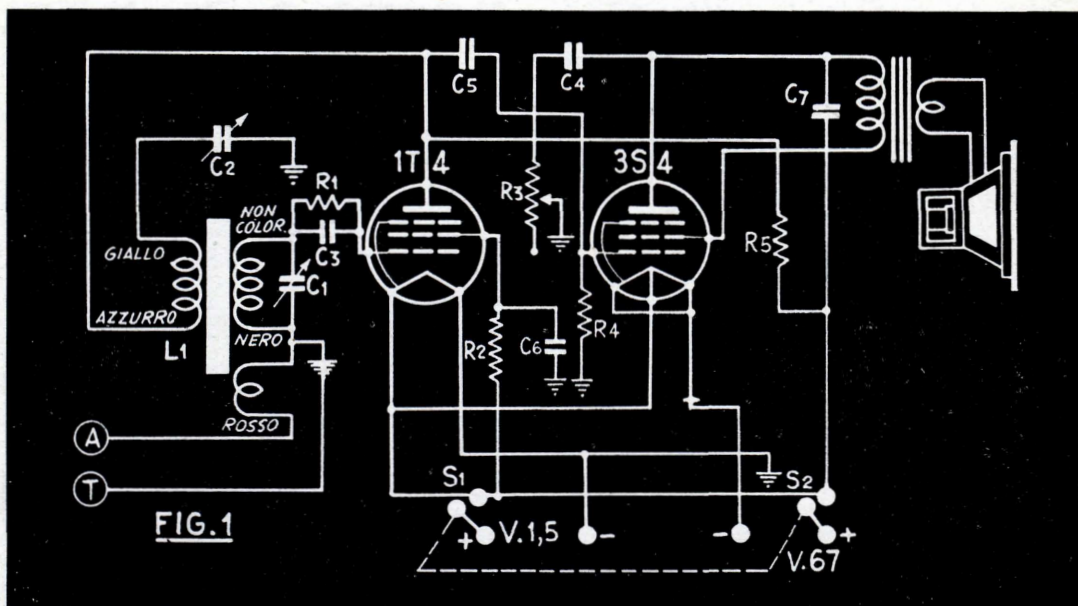 C5
C4
C7
C2
1T4
3S4
R1
R3
NON
COLOR.
GIALLO
C3
R5
C1
AZZURRO
NERO
L1
R2
C6
R4
ROSSO
A
T
S1
S2
FIG.1
+ V.1,5 -
- +
V.67